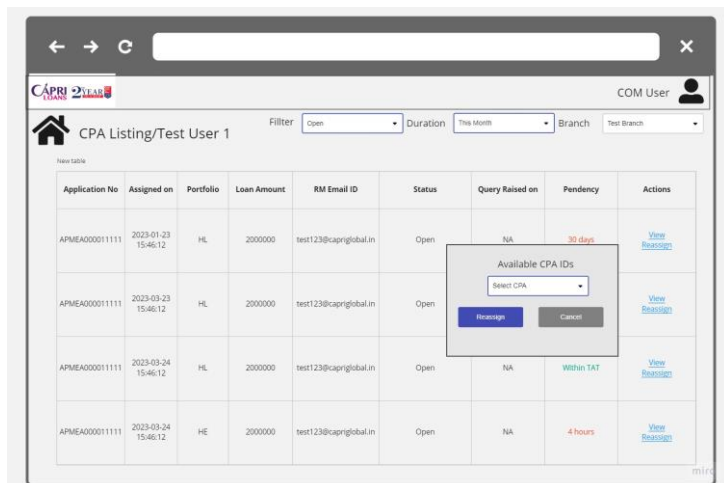 CÁPRI LOANS 2 YEAR
COM User
CPA Listing/Test User 1
Fillter
Open
Duration
This Month
Branch
Test Branch
New table
Application No Assigned on Portfolio Loan Amount RM Email ID Status Query Raised on Pendency Actions
APMEA000011111 2023-01-23 15:46:12 HL 2000000 test123@capriglobal.in Open NA 30 days View Reassign
APMEA000011111 2023-03-23 15:46:12 HL 2000000 test123@capriglobal.in Open View Reassign
Available CPA IDs
Select CPA
Reassign Cancel
APMEA000011111 2023-03-24 15:46:12 HL 2000000 test123@capriglobal.in Open NA Within TAT View Reassign
APMEA000011111 2023-03-24 15:46:12 HE 2000000 test123@capriglobal.in Open NA 4 hours View Reassign
miro